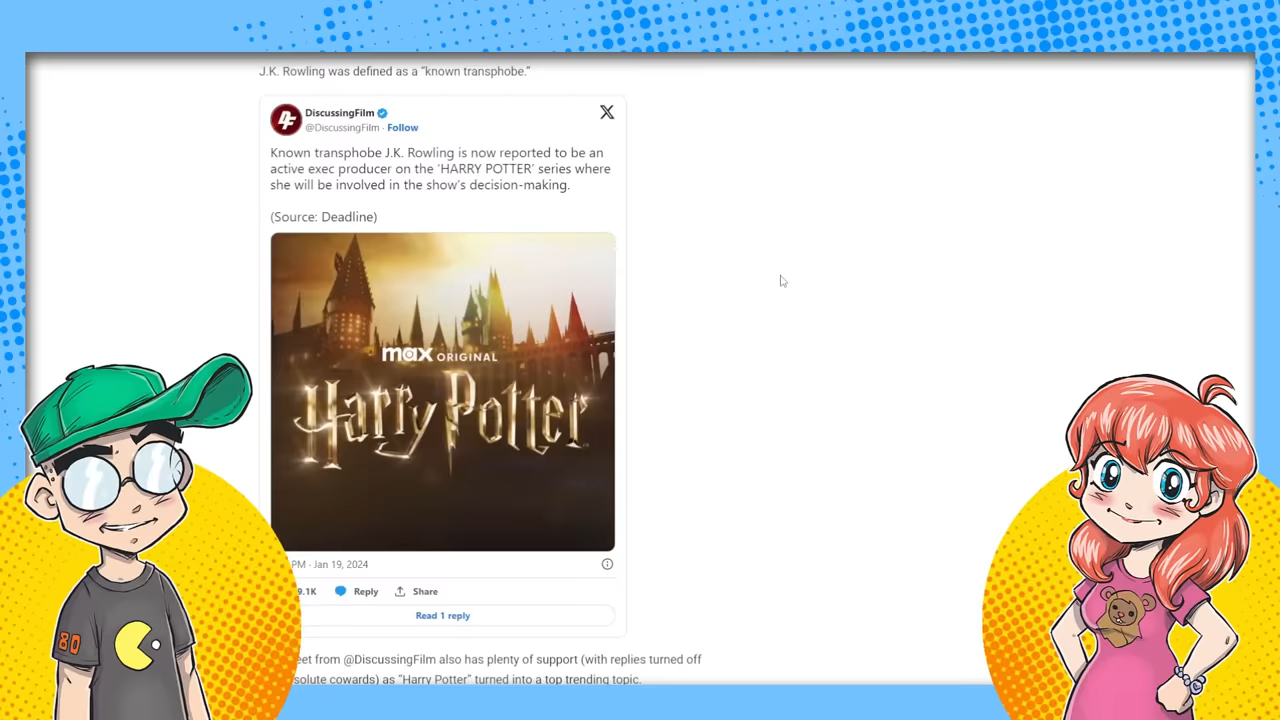 J.K. Rowling was defined as a “known transphobe.”
DiscussingFilm
@DiscussingFilm · Follow
Known transphobe J.K. Rowling is now reported to be an
active exec producer on the ‘HARRY POTTER’ series where
she will be involved in the show’s decision-making.
(Source: Deadline)
max ORIGINAL
Harry Potter
PM · Jan 19, 2024
9.1K Reply Share
Read 1 reply
from @DiscussingFilm also has plenty of support (with replies turned off
as “Harry Potter” turned into a top trending topic.
80